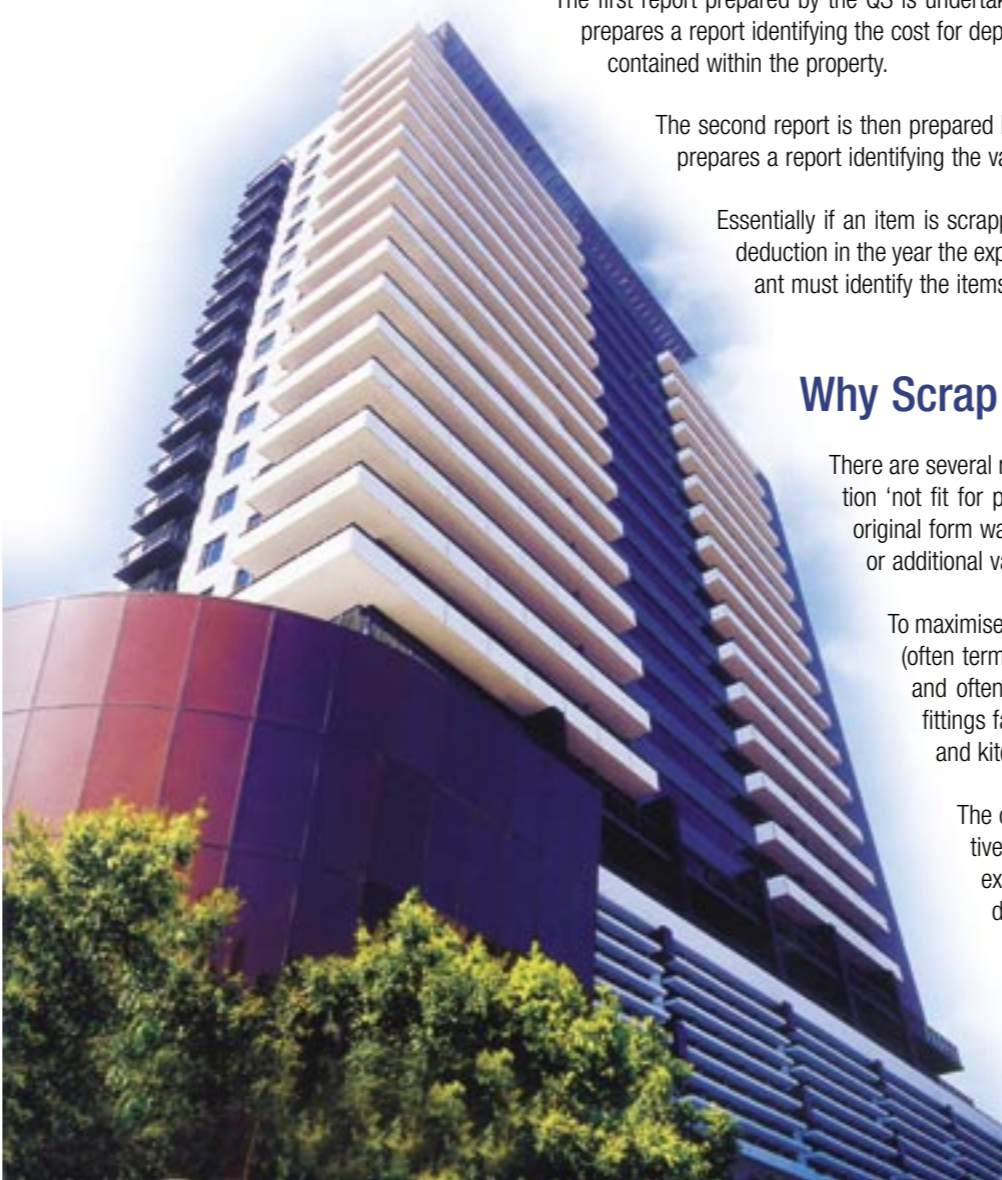 The first report prepared by the QS is undertak
prepares a report identifying the cost for dep
contained within the property.
The second report is then prepared
prepares a report identifying the va
Essentially if an item is scrapp
deduction in the year the exp
ant must identify the items
Why Scrap
There are several
tion ‘not fit for p
original form wa
or additional va
To maximise
(often term
and often
fittings fa
and kitc
The
tive
ex
d